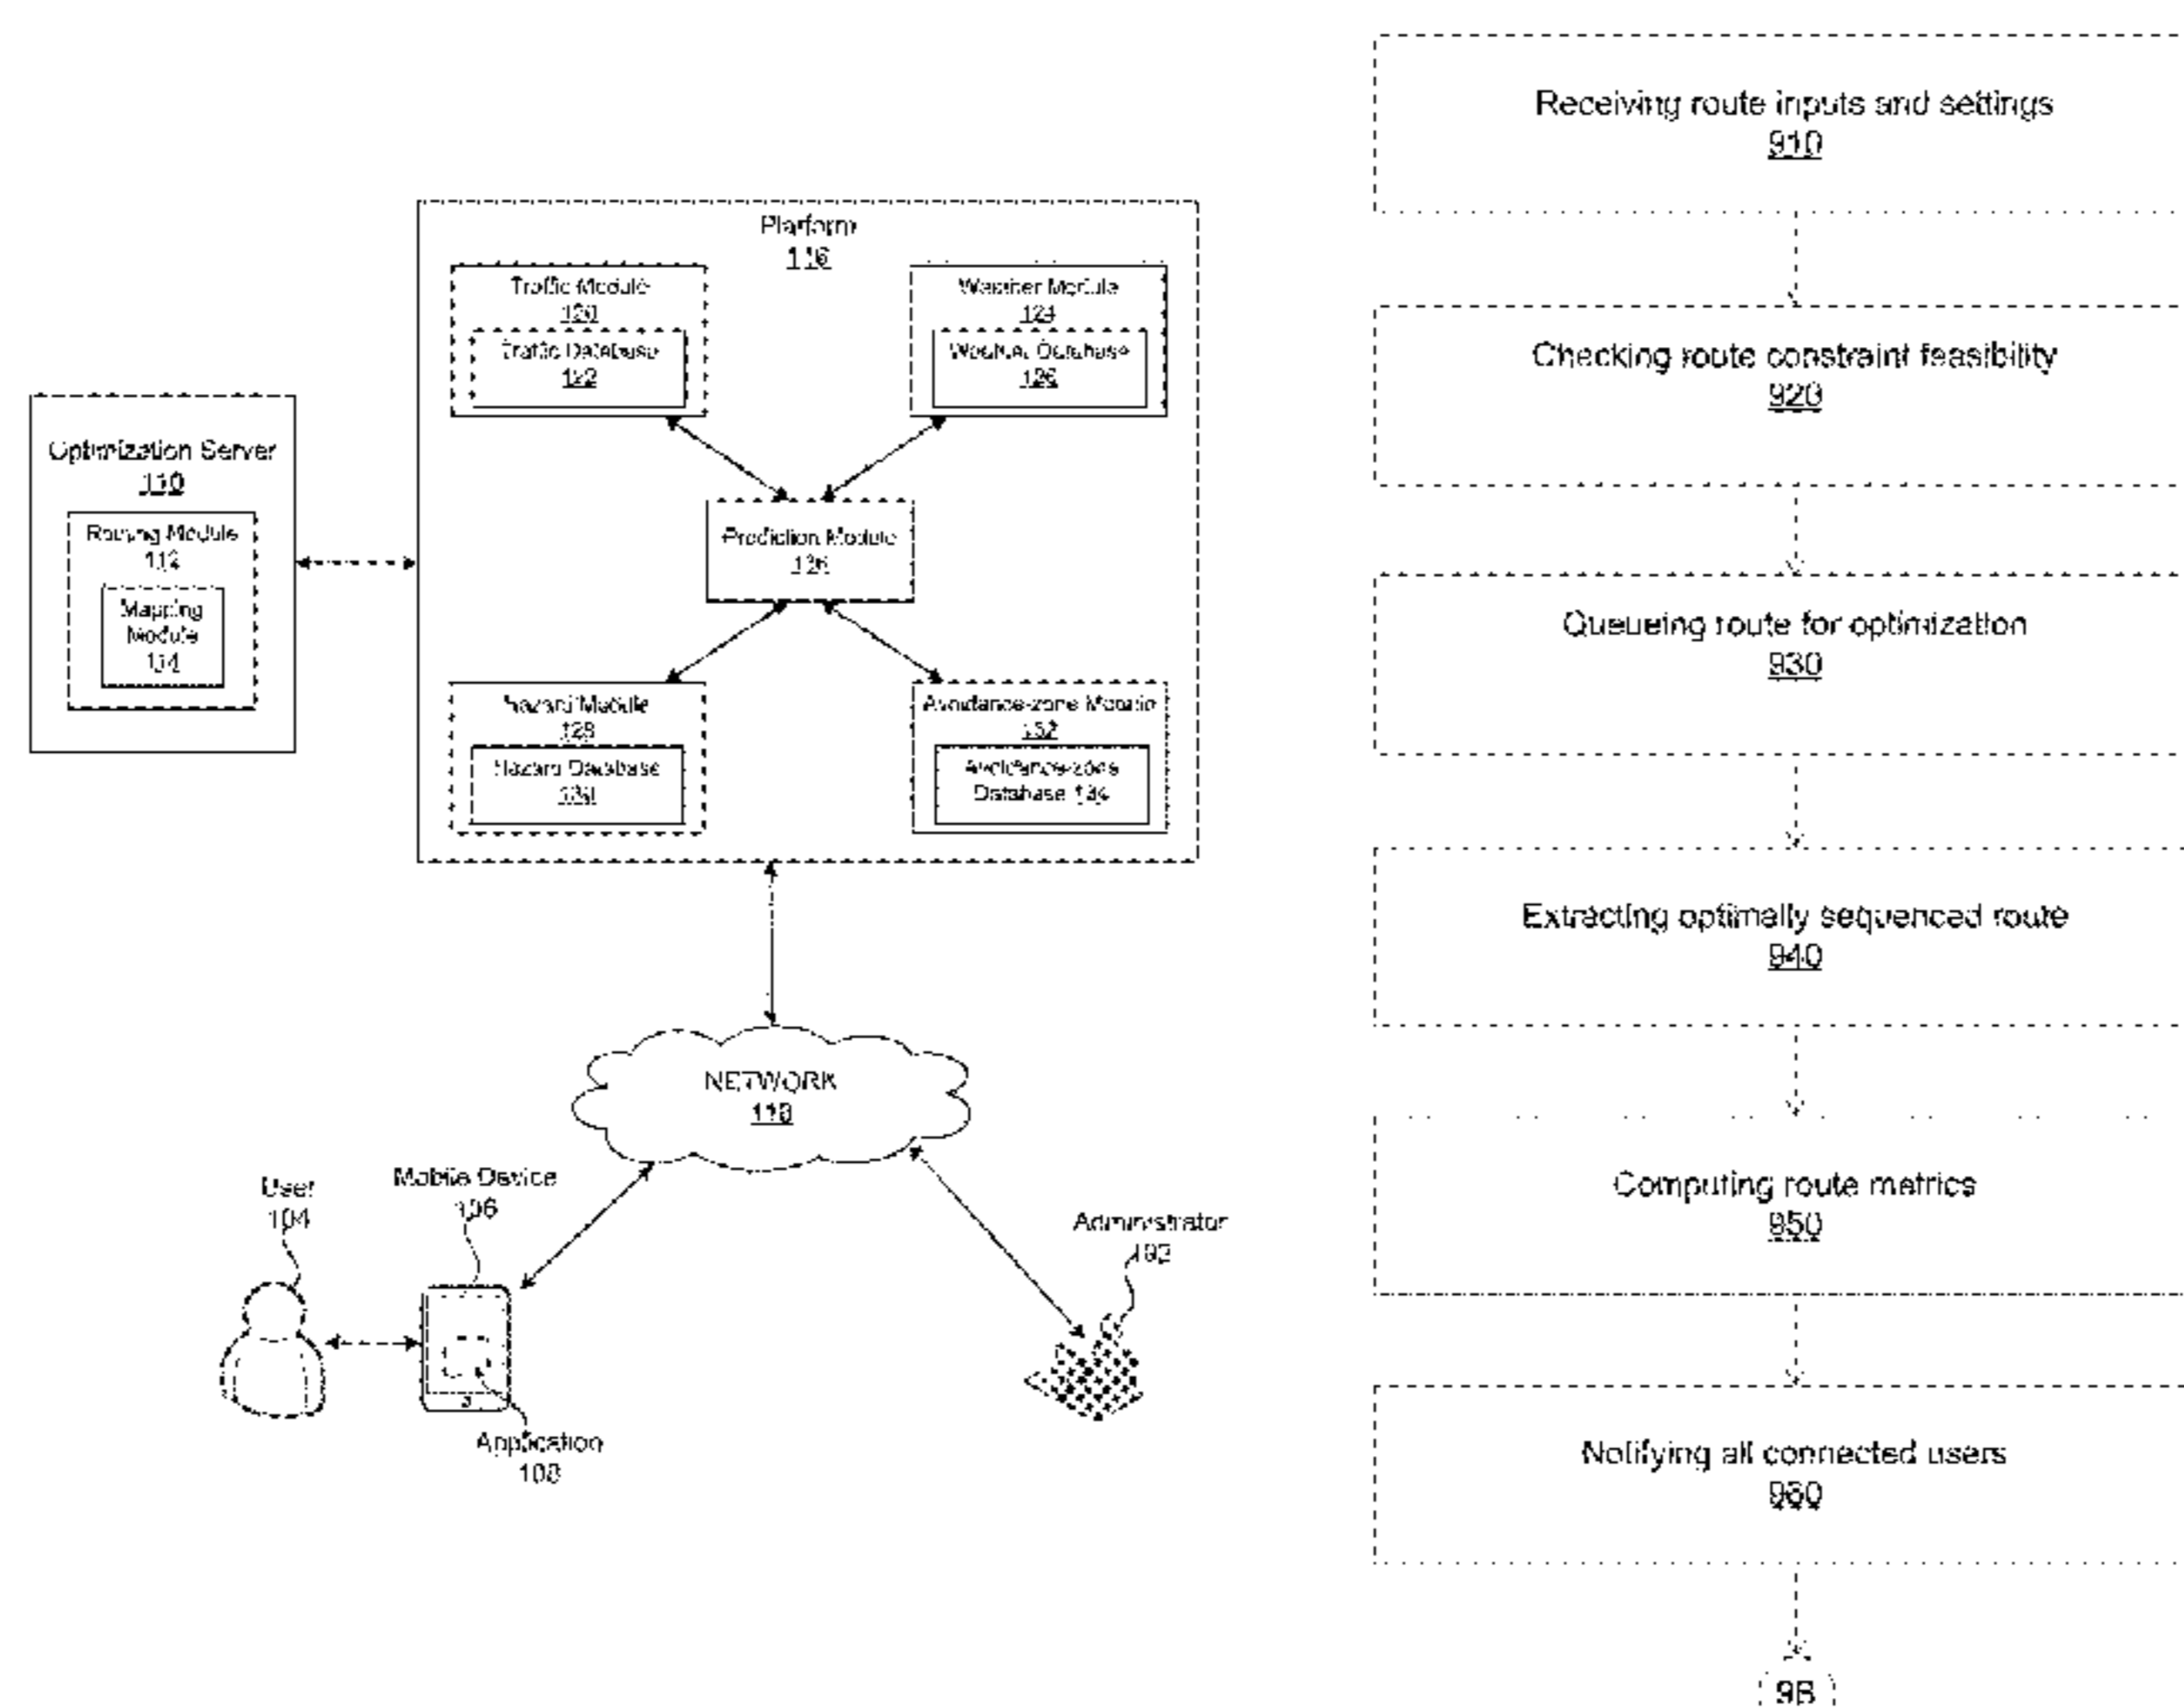 Platform
116
Traffic Module
120
Traffic Database
122
Weather Module
124
Weather Database
126
Optimization Server
110
Routing Module
112
Mapping
Module
114
Prediction Module
136
Hazard Module
128
Hazard Database
130
Avoidance-zone Module
132
Avoidance-zone
Database 134
NETWORK
118
User
104
Mobile Device
106
Administrator
102
Application
108
Receiving route inputs and settings
910
Checking route constraint feasibility
920
Queueing route for optimization
930
Extracting optimally sequenced route
940
Computing route metrics
950
Notifying all connected users
960
9B